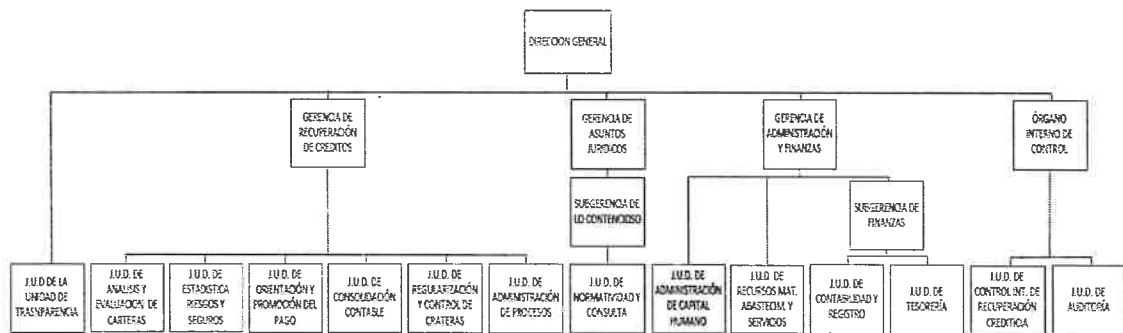 DIRECCION GENERAL
GERENCIA DE
RECUPERACIÓN
DE CREDITOS
GERENCIA DE
ASUNTOS
JURIDICOS
GERENCIA DE
ADMINISTRACIÓN
Y FINANZAS
ÓRGANO
INTERNO DE
CONTROL
SUBGERENCIA DE
LO CONTENCIOSO
SUBGERENCIA DE
FINANZAS
J.U.D DE LA
UNIDAD DE
TRASNPARENCIA
J.U.D. DE
ANALISIS Y
EVALUACION DE
CARTERAS
J.U.D. DE
ESTADISTICA
RIESGOS Y
SEGUROS
J.U.D. DE
ORIENTACIÓN Y
PROMOCIÓN DEL
PAGO
J.U.D. DE
CONSOLIDACIÓN
CONTABLE
J.U.D. DE
REGULARIZACIÓN
Y CONTROL DE
CRATERAS
J.U.D. DE
ADMINISTRACIÓN
DE PROCESOS
J.U.D. DE
NORMATIVIDAD Y
CONSULTA
J.U.D. DE
ADMINISTRACIÓN
DE CAPITAL
HUMANO
J.U.D. DE
RECURSOS MAT.
ABASTECIM. Y
SERVICIOS
J.U.D. DE
CONTABILIDAD Y
REGISTRO
J.U.D. DE
TESORERÍA
J.U.D. DE
CONTROL INT. DE
RECUPERACIÓN
CREDITICIA
J.U.D. DE
AUDITORÍA